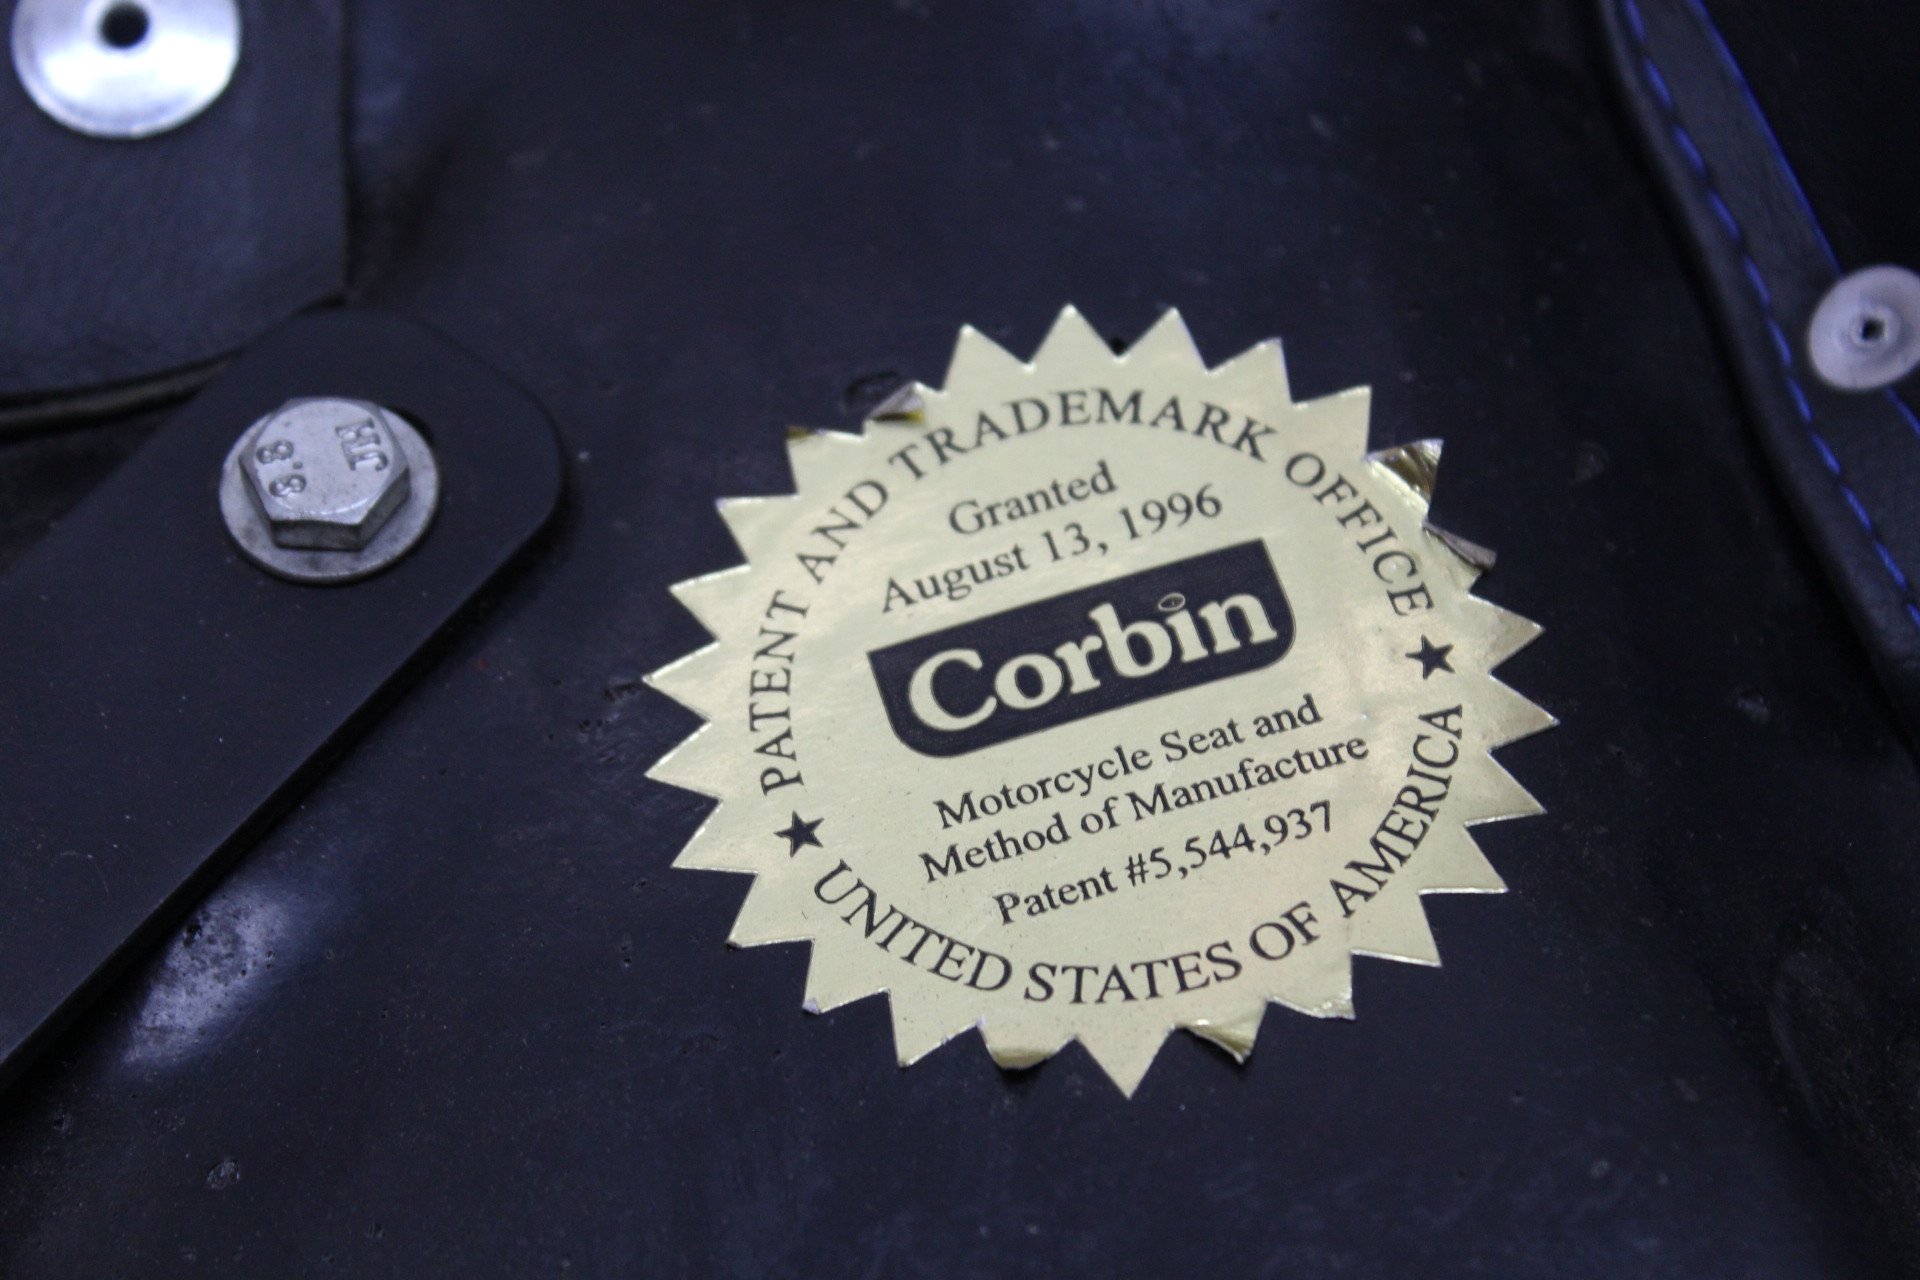 PATENT AND TRADEMARK OFFICE
Granted
August 13, 1996
Corbin
Motorcycle Seat and
Method of Manufacture
Patent #5,544,937
UNITED STATES OF AMERICA
JH
8.8